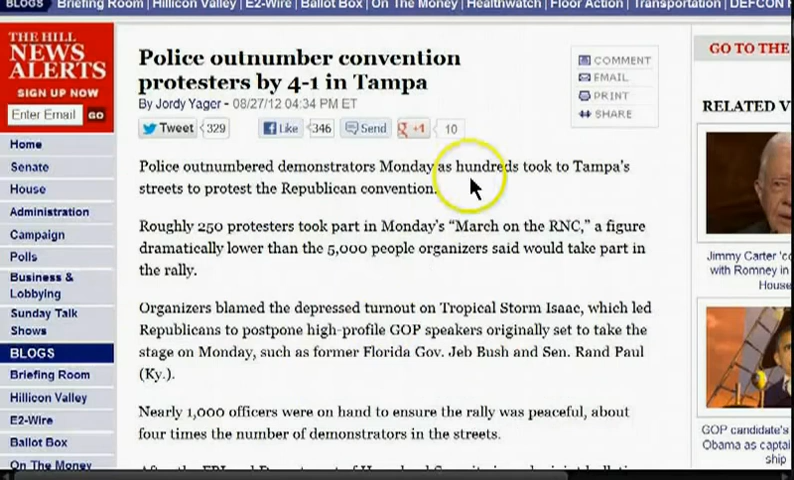 BLOGS Briefing Room | Hillicon Valley | E2-Wire | Ballot Box | On The Money | Healthwatch | Floor Action | Transportation | DEFCON
THE HILL
NEWS
ALERTS
SIGN UP NOW
Enter Email GO
Home
Senate
House
Administration
Campaign
Polls
Business &
Lobbying
Sunday Talk
Shows
BLOGS
Briefing Room
Hillicon Valley
E2-Wire
Ballot Box
On The Money
Police outnumber convention
protesters by 4-1 in Tampa
By Jordy Yager - 08/27/12 04:34 PM ET
Tweet 329 Like 346 Send +1 10
COMMENT
EMAIL
PRINT
SHARE
Police outnumbered demonstrators Monday as hundreds took to Tampa's
streets to protest the Republican convention.
Roughly 250 protesters took part in Monday's “March on the RNC,” a figure
dramatically lower than the 5,000 people organizers said would take part in
the rally.
Organizers blamed the depressed turnout on Tropical Storm Isaac, which led
Republicans to postpone high-profile GOP speakers originally set to take the
stage on Monday, such as former Florida Gov. Jeb Bush and Sen. Rand Paul
(Ky.).
Nearly 1,000 officers were on hand to ensure the rally was peaceful, about
four times the number of demonstrators in the streets.
GO TO THE
RELATED V
Jimmy Carter 'co
with Romney in
House
GOP candidate's
Obama as captai
ship